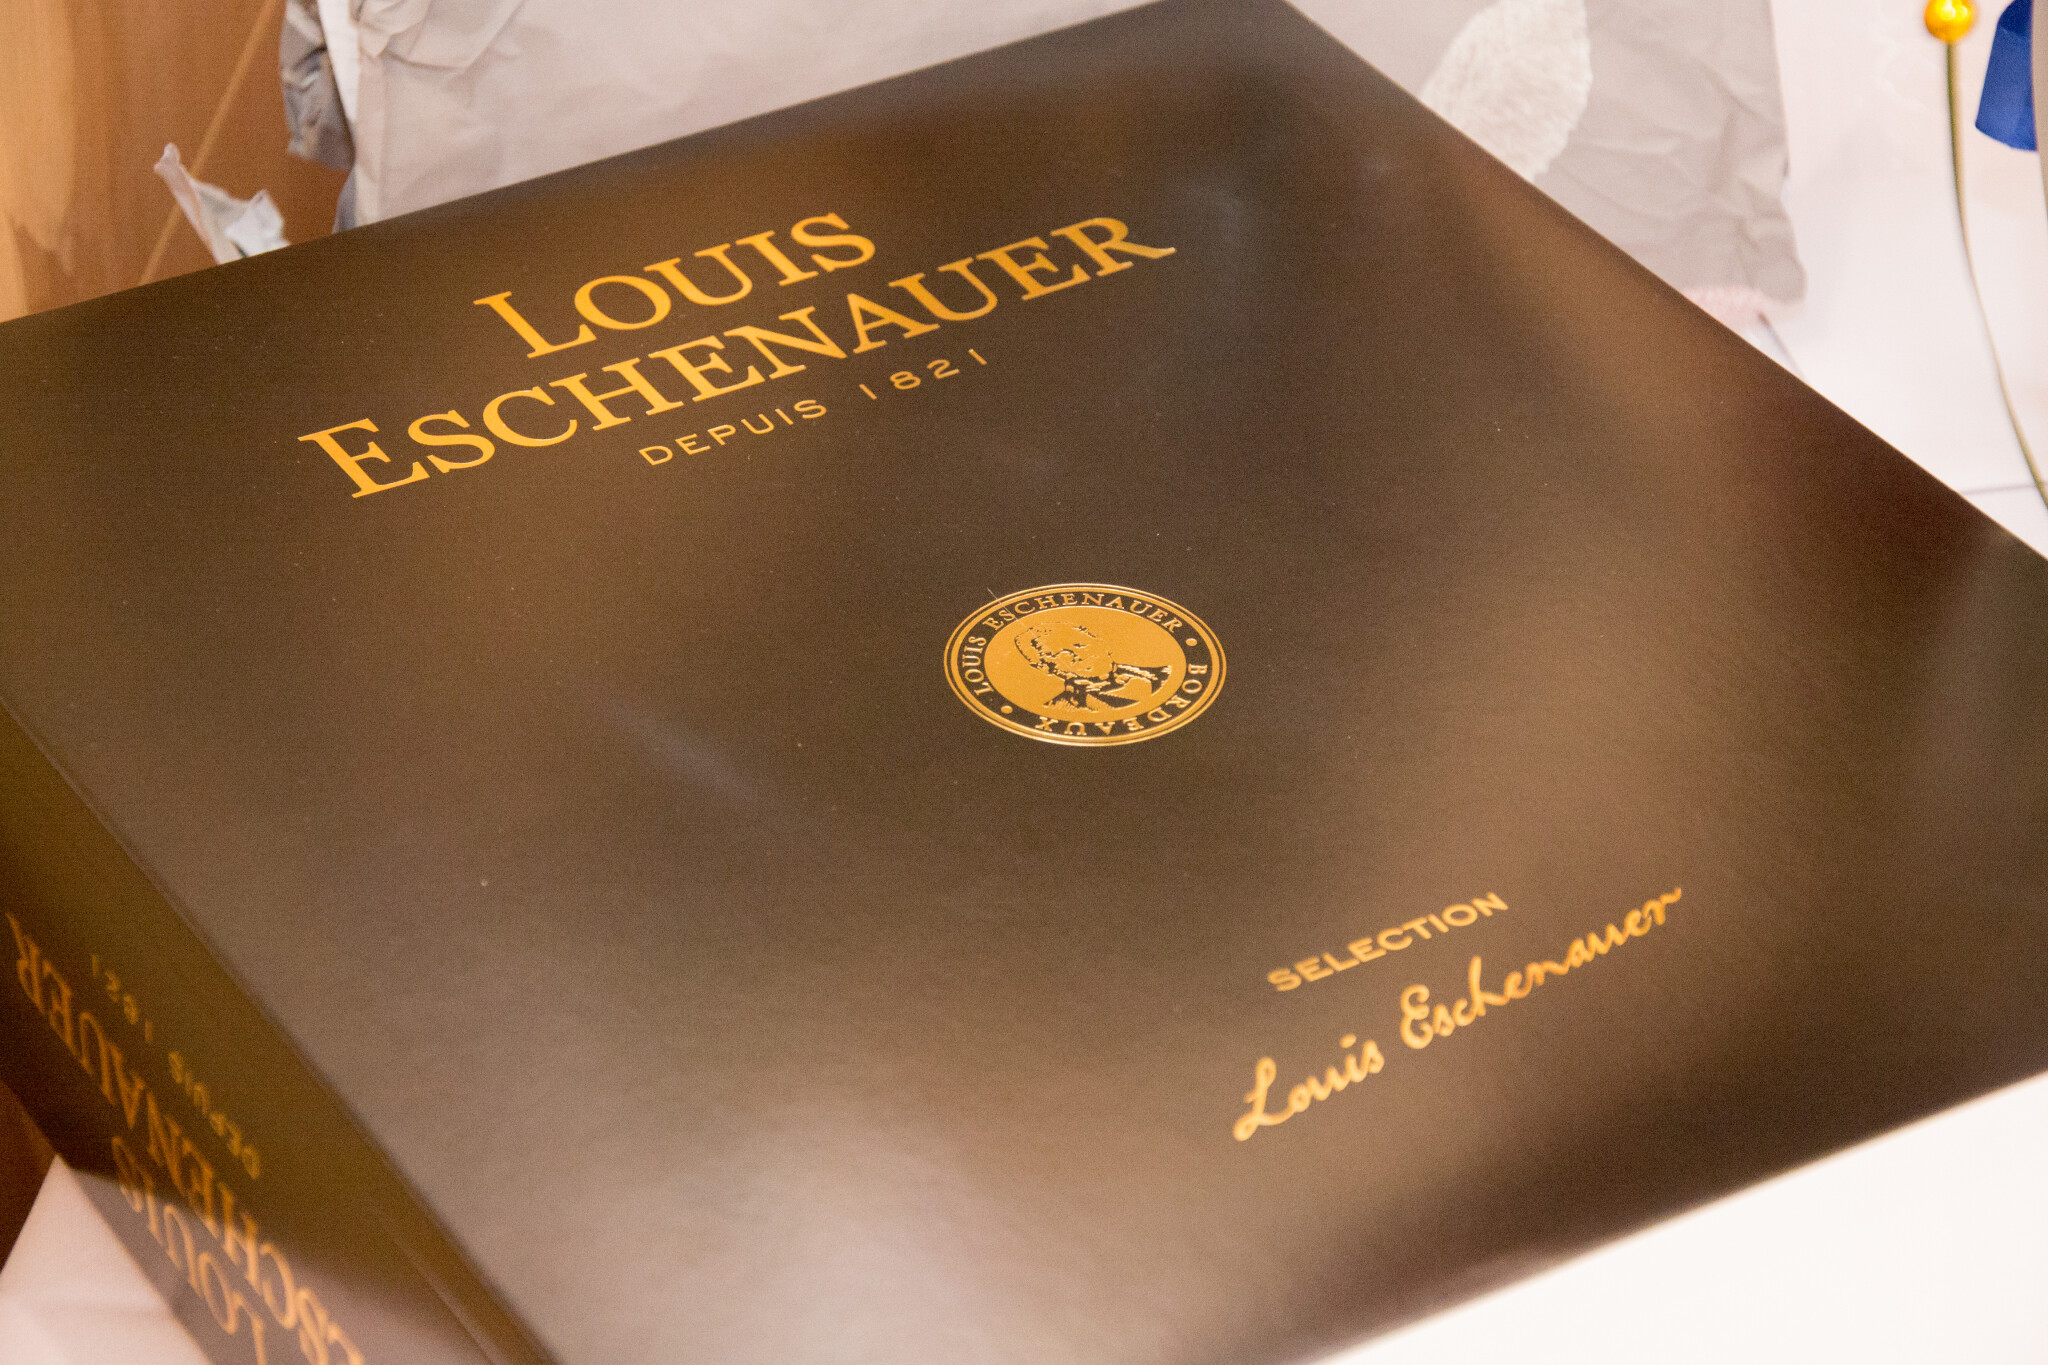 LOUIS
ESCHENAUER
DEPUIS 1821
• LOUIS ESCHENAUER • BORDEAUX
SELECTION
Louis Eschenauer
LOUIS
ESCHENAUER
DEPUIS 1821